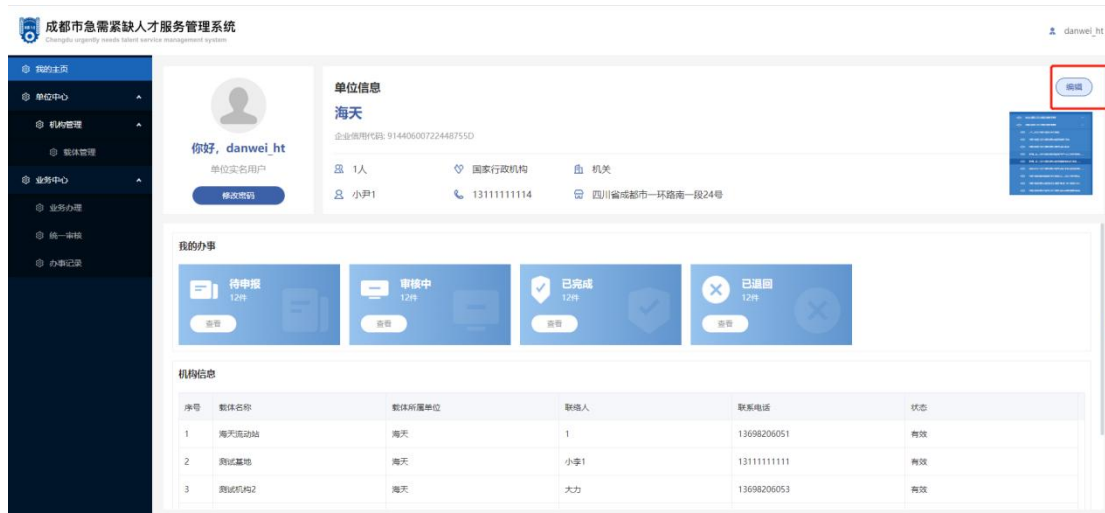 成都市急需紧缺人才服务管理系统
Chengdu urgently needs talent service management system
danwei_ht
我的主页
单位中心
机构管理
载体管理
业务中心
业务办理
统一审核
办事记录
你好，danwei_ht
单位实名用户
修改密码
单位信息
编辑
海天
企业信用代码: 91440600722448755D
1人 国家行政机构 机关
小尹1 13111111114 四川省成都市一环路南一段24号
我的办事
待申报 审核中 已完成 已退回
12件 12件 12件 12件
查看 查看 查看 查看
机构信息
序号 载体名称 载体所属单位 联络人 联系电话 状态
1 海天流动站 海天 1 13698206051 有效
2 测试基地 海天 小李1 13111111111 有效
3 测试机构2 海天 大力 13698206053 有效